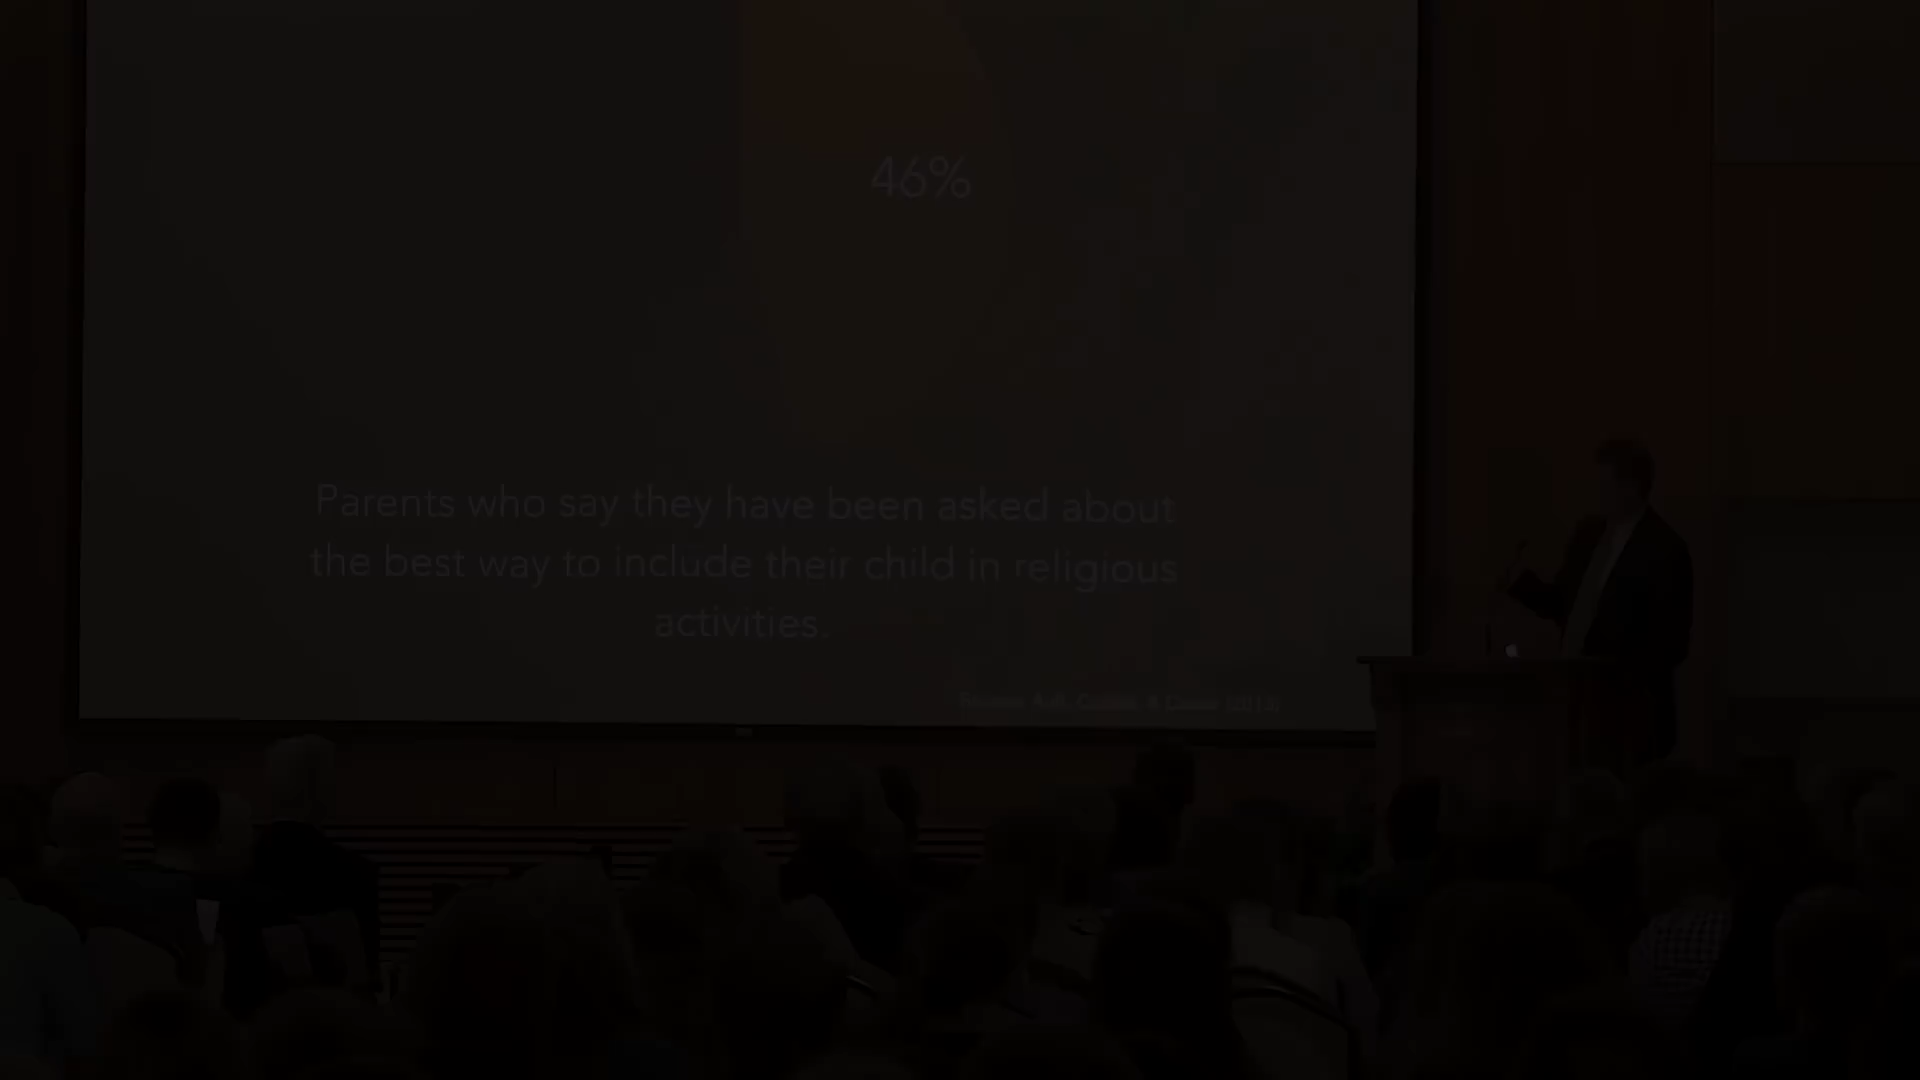 46%
Parents who say they have been asked about
the best way to include their child in religious
activities.